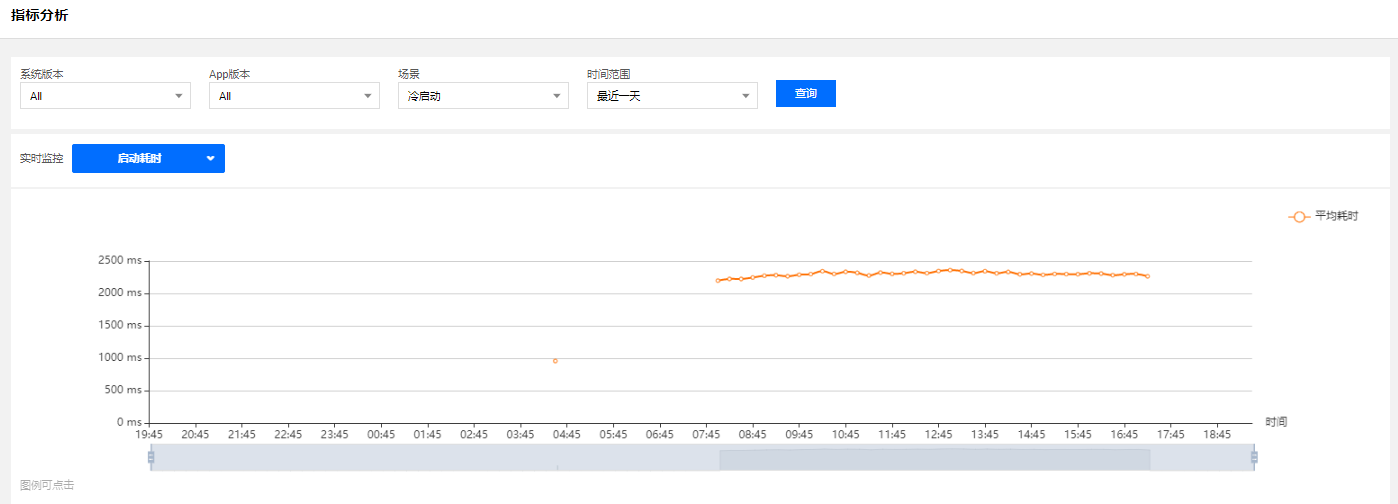 指标分析
系统版本 App版本 场景 时间范围
All All 冷启动 最近一天 查询
实时监控 启动耗时
平均耗时
2500 ms
2000 ms
1500 ms
1000 ms
500 ms
0 ms
19:45 20:45 21:45 22:45 23:45 00:45 01:45 02:45 03:45 04:45 05:45 06:45 07:45 08:45 09:45 10:45 11:45 12:45 13:45 14:45 15:45 16:45 17:45 18:45 时间
图例可点击